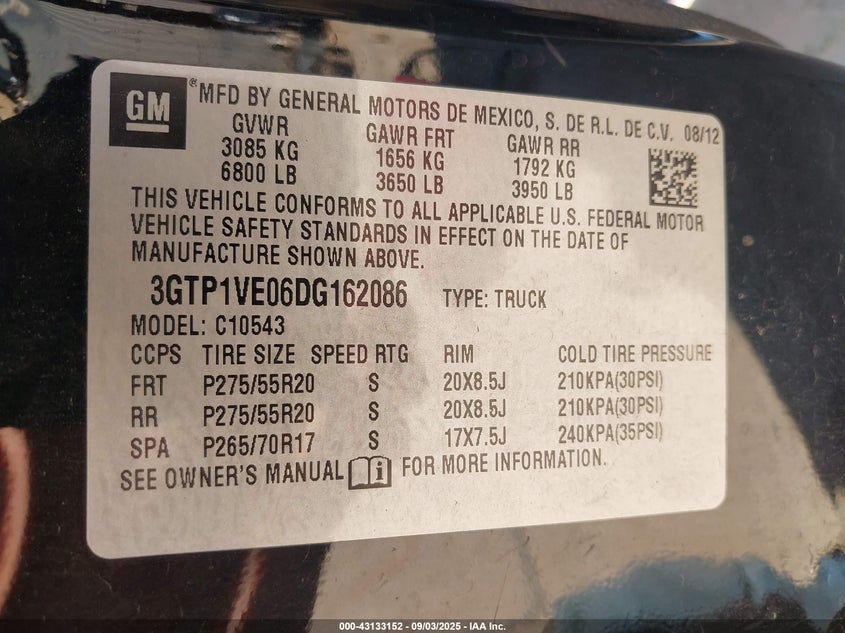 GM
® MFD BY GENERAL MOTORS DE MEXICO, S. DE R.L. DE C.V. 08/12
GVWR GAWR FRT GAWR RR
3085 KG 1656 KG 1792 KG
6800 LB 3650 LB 3950 LB
THIS VEHICLE CONFORMS TO ALL APPLICABLE U.S. FEDERAL MOTOR
VEHICLE SAFETY STANDARDS IN EFFECT ON THE DATE OF
MANUFACTURE SHOWN ABOVE.
3GTP1VE06DG162086 TYPE: TRUCK
MODEL: C10543
CCPS TIRE SIZE SPEED RTG RIM COLD TIRE PRESSURE
FRT P275/55R20 S 20X8.5J 210KPA(30PSI)
RR P275/55R20 S 20X8.5J 210KPA(30PSI)
SPA P265/70R17 S 17X7.5J 240KPA(35PSI)
SEE OWNER'S MANUAL i FOR MORE INFORMATION.
000-43133152 - 09/03/2025 - IAA Inc.